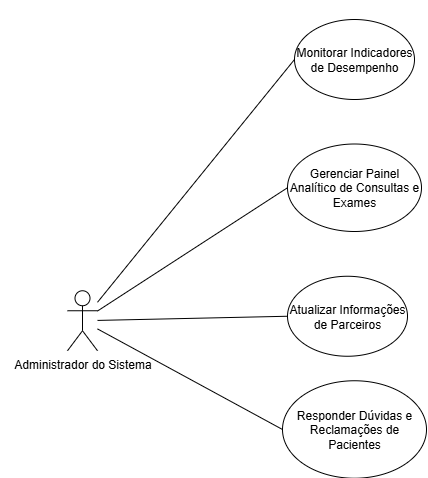 Monitorar Indicadores
de Desempenho
Gerenciar Painel
Analítico de Consultas e
Exames
Atualizar Informações
de Parceiros
Administrador do Sistema
Responder Dúvidas e
Reclamações de
Pacientes